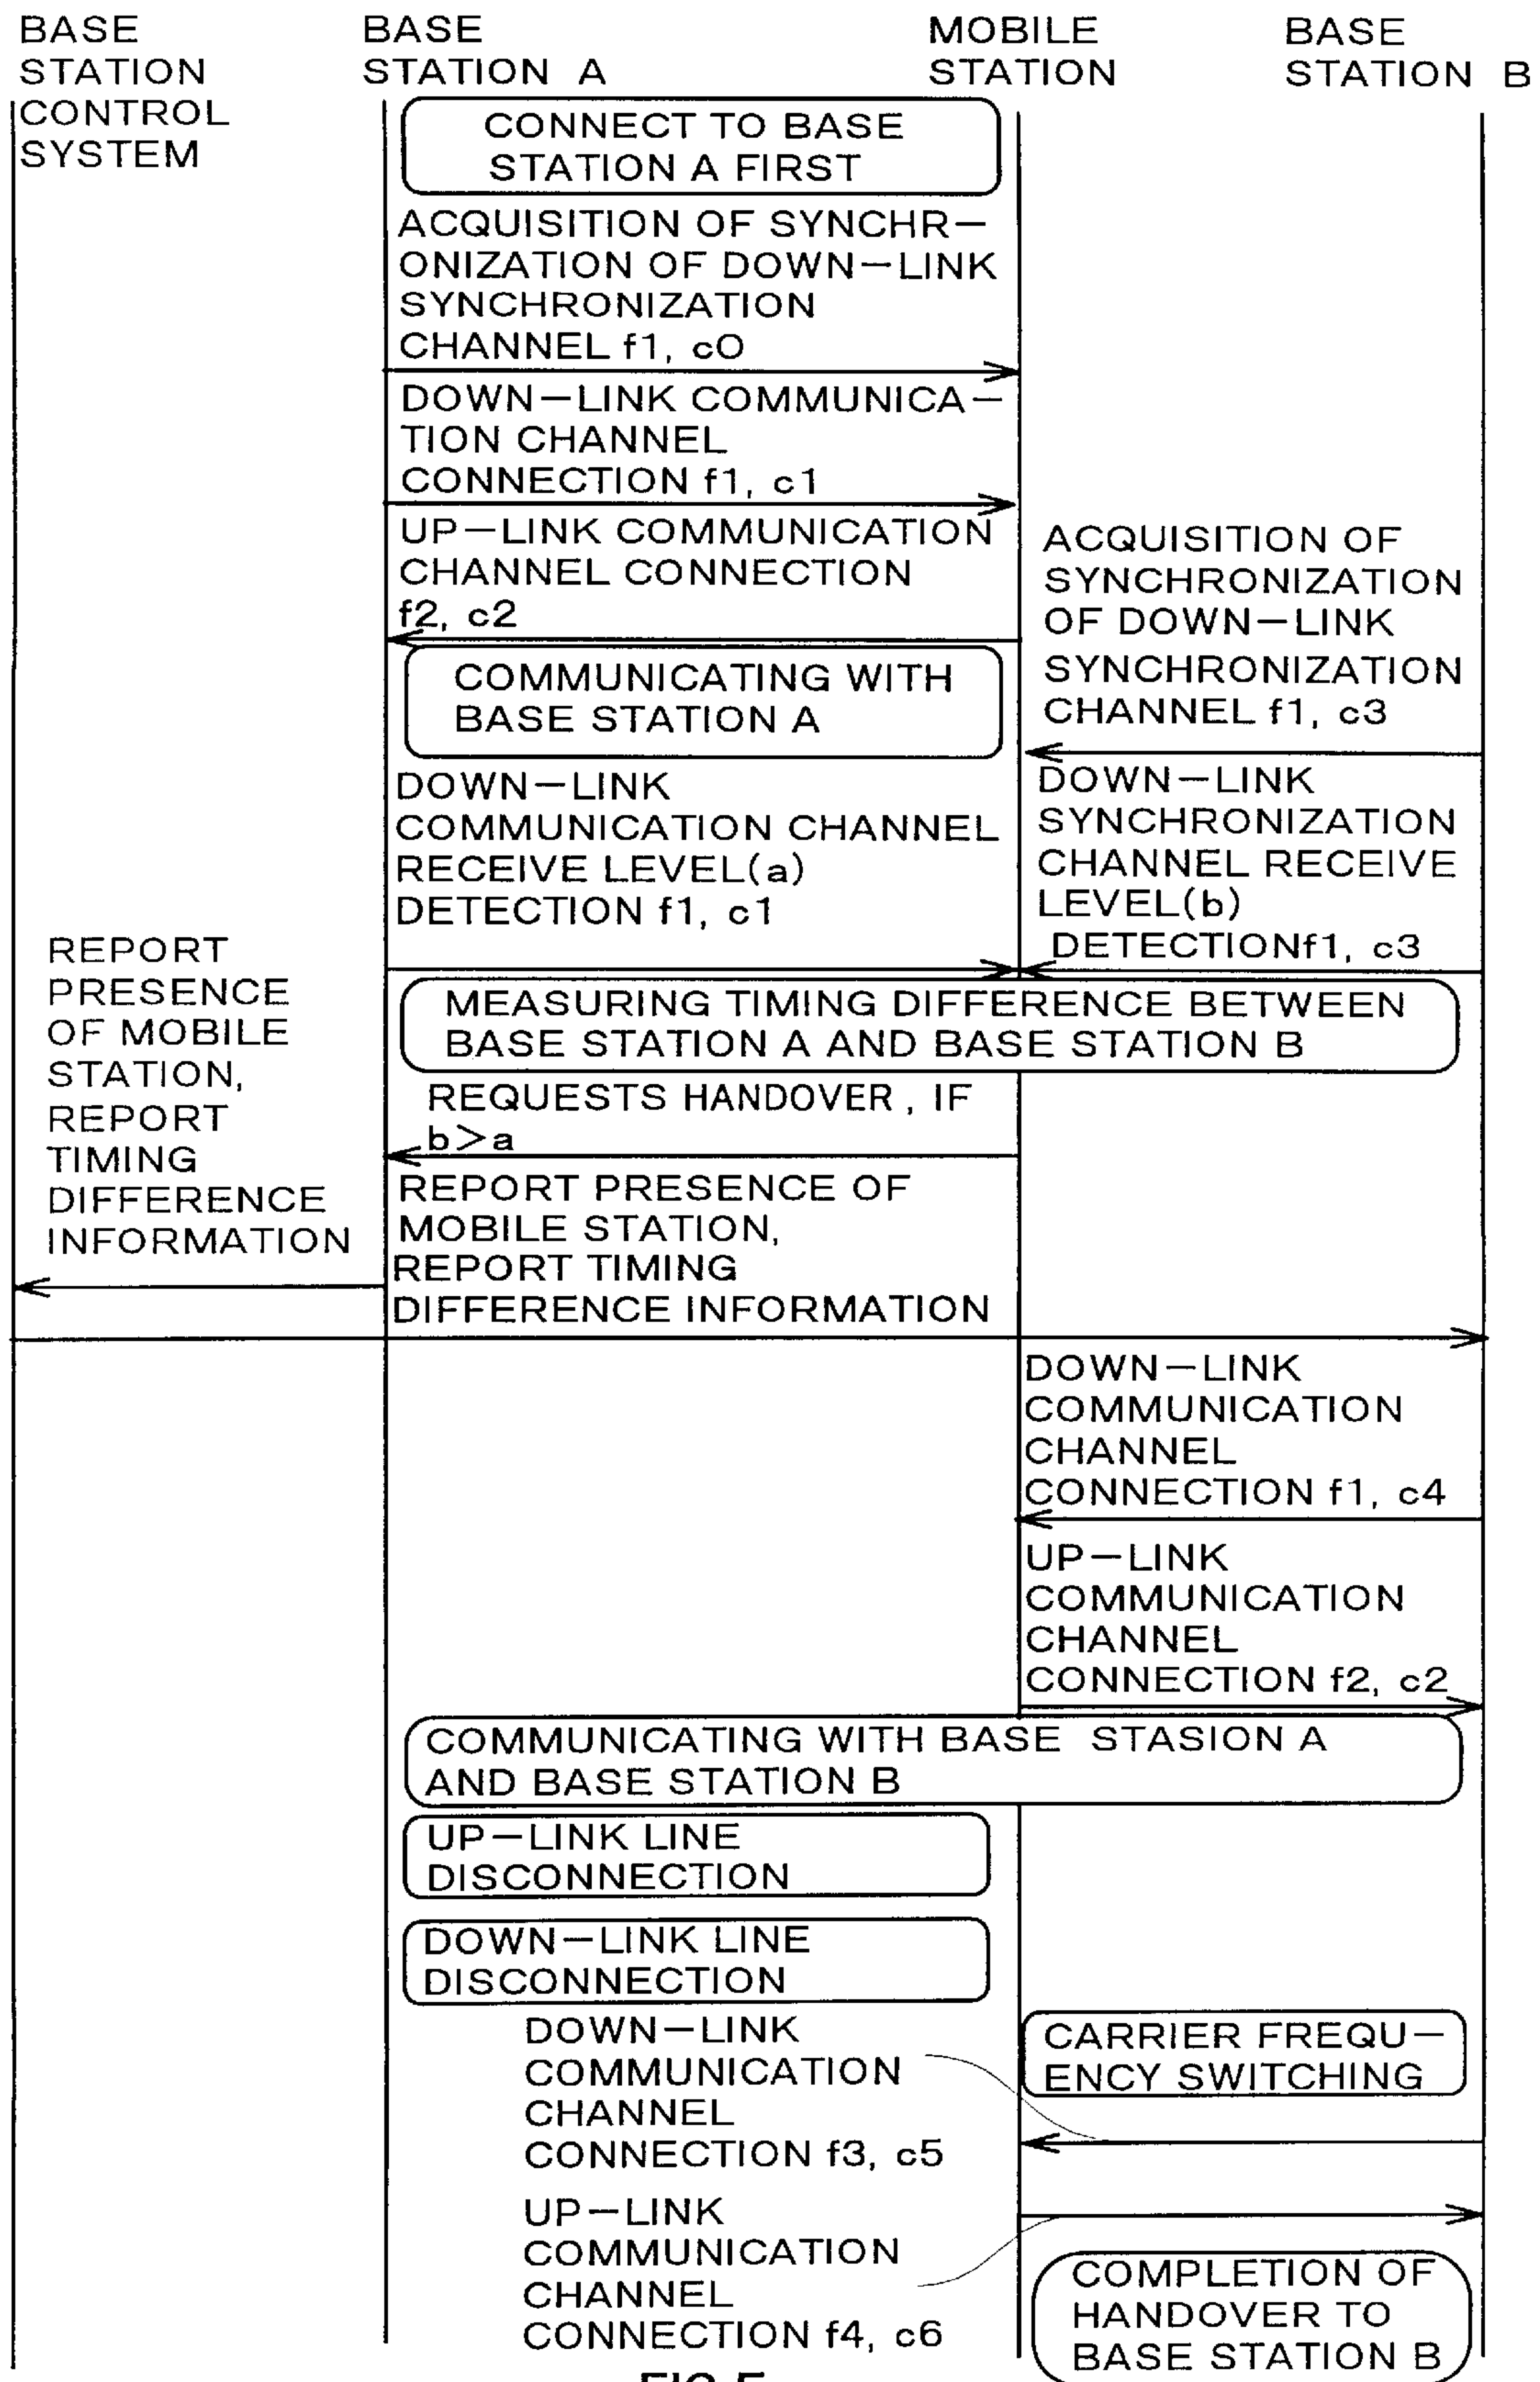 BASE
STATION
CONTROL
SYSTEM
BASE
STATION A
MOBILE
STATION
BASE
STATION B
CONNECT TO BASE
STATION A FIRST
ACQUISITION OF SYNCHR—
ONIZATION OF DOWN—LINK
SYNCHRONIZATION
CHANNEL f1, c0
DOWN—LINK COMMUNICA—
TION CHANNEL
CONNECTION f1, c1
UP—LINK COMMUNICATION
CHANNEL CONNECTION
f2, c2
ACQUISITION OF
SYNCHRONIZATION
OF DOWN—LINK
SYNCHRONIZATION
CHANNEL f1, c3
COMMUNICATING WITH
BASE STATION A
DOWN—LINK
COMMUNICATION CHANNEL
RECEIVE LEVEL(a)
DETECTION f1, c1
DOWN—LINK
SYNCHRONIZATION
CHANNEL RECEIVE
LEVEL(b)
DETECTIONf1, c3
MEASURING TIMING DIFFERENCE BETWEEN
BASE STATION A AND BASE STATION B
REQUESTS HANDOVER , IF
b>a
REPORT
PRESENCE
OF MOBILE
STATION,
REPORT
TIMING
DIFFERENCE
INFORMATION
REPORT PRESENCE OF
MOBILE STATION,
REPORT TIMING
DIFFERENCE INFORMATION
DOWN—LINK
COMMUNICATION
CHANNEL
CONNECTION f1, c4
UP—LINK
COMMUNICATION
CHANNEL
CONNECTION f2, c2
COMMUNICATING WITH BASE STASION A
AND BASE STATION B
UP—LINK LINE
DISCONNECTION
DOWN—LINK LINE
DISCONNECTION
CARRIER FREQU—
ENCY SWITCHING
DOWN—LINK
COMMUNICATION
CHANNEL
CONNECTION f3, c5
UP—LINK
COMMUNICATION
CHANNEL
CONNECTION f4, c6
COMPLETION OF
HANDOVER TO
BASE STATION B